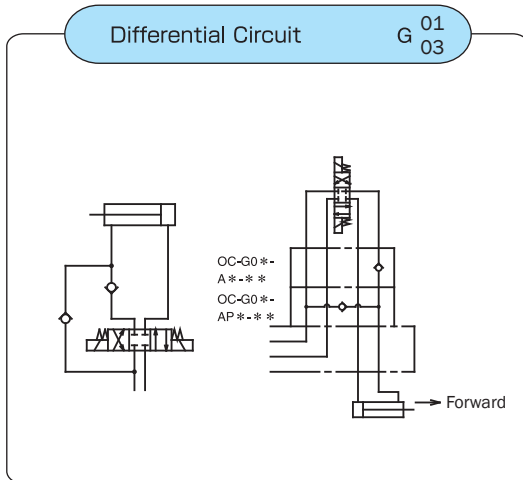 Differential Circuit G 01
03
OC-G0＊-
A＊-＊＊
OC-G0＊-
AP＊-＊＊
Forward